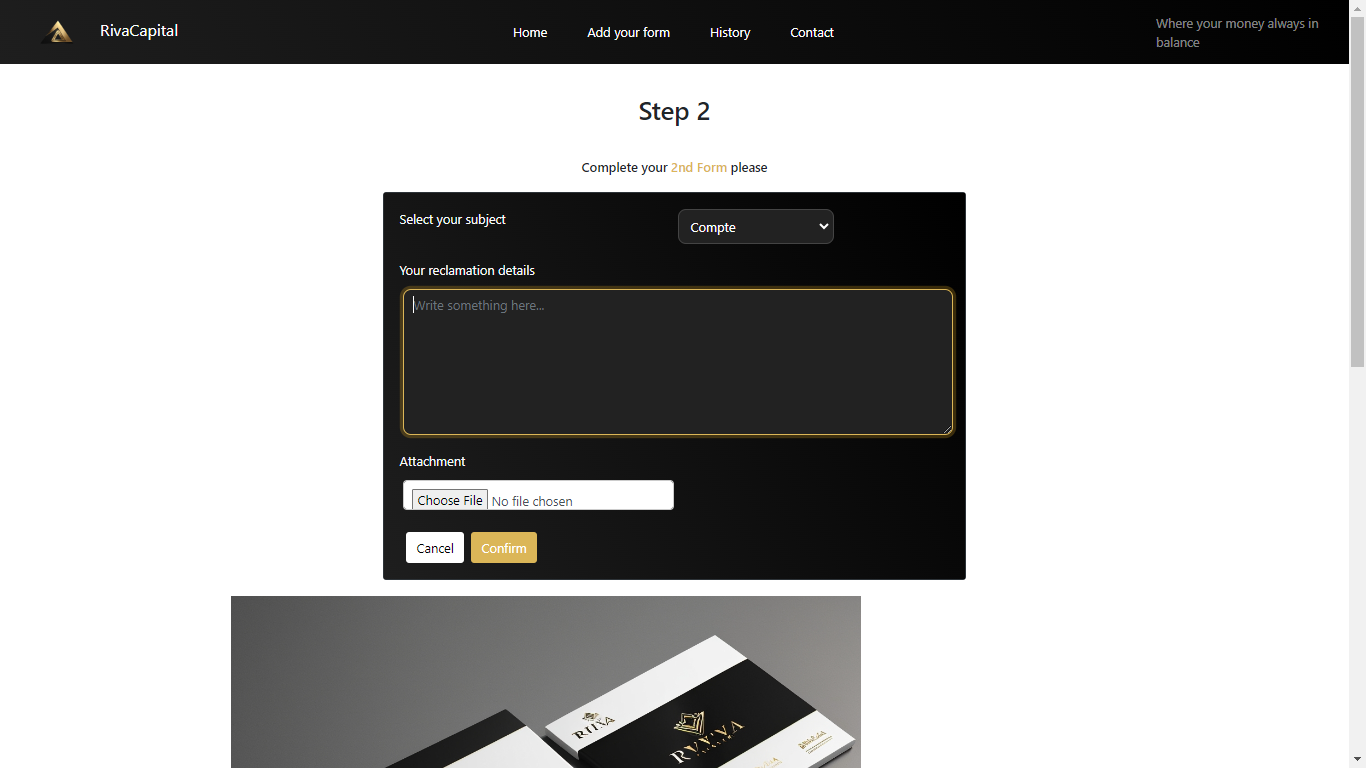 RivaCapital
Home
Add your form
History
Contact
Where your money always in
balance
Step 2
Complete your 2nd Form please
Select your subject
Compte
Your reclamation details
Write something here...
Attachment
Choose File No file chosen
Cancel
Confirm